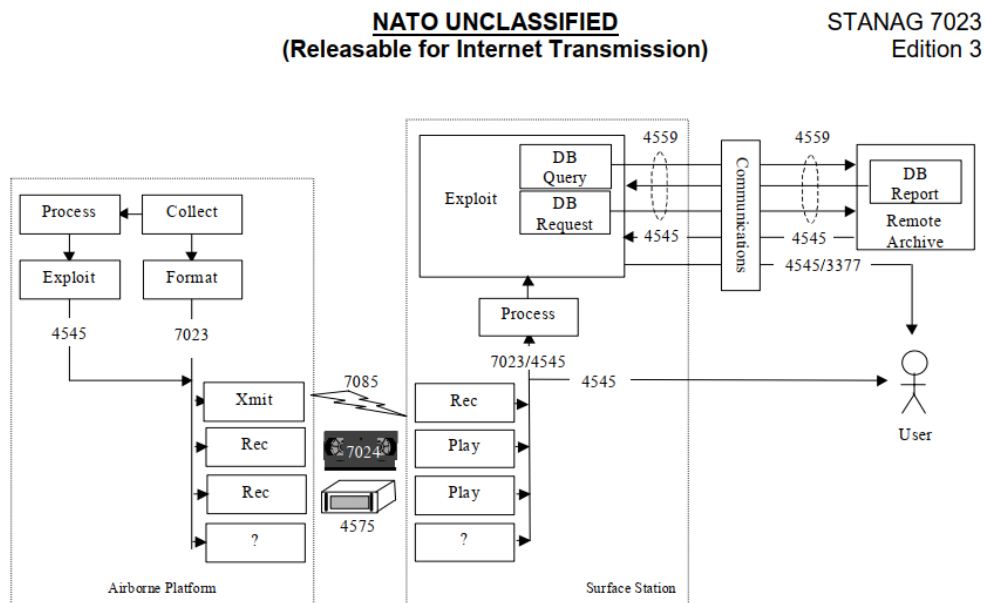 NATO UNCLASSIFIED
(Releasable for Internet Transmission)
STANAG 7023
Edition 3
Process
Collect
Exploit
Format
4545
7023
Xmit
Rec
Rec
?
Airborne Platform
7085
7024
4575
Exploit
DB
Query
DB
Request
4559
4545
Process
7023/4545
4545
Rec
Play
Play
?
Surface Station
Communications
4559
4545
4545/3377
DB
Report
Remote
Archive
User